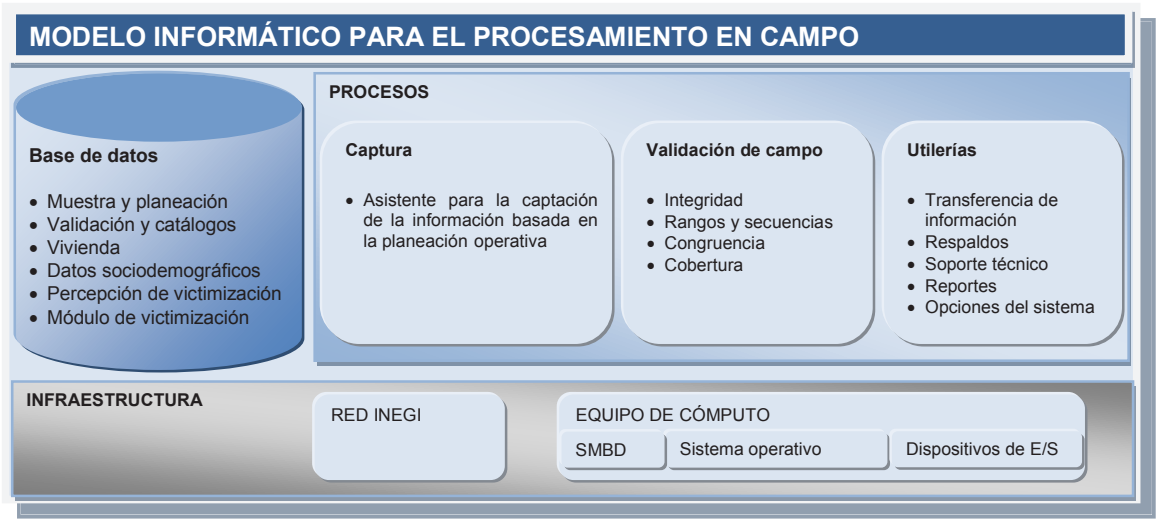 MODELO INFORMÁTICO PARA EL PROCESAMIENTO EN CAMPO
Base de datos
• Muestra y planeación
• Validación y catálogos
• Vivienda
• Datos sociodemográficos
• Percepción de victimización
• Módulo de victimización
PROCESOS
Captura
• Asistente para la captación
de la información basada en
la planeación operativa
Validación de campo
• Integridad
• Rangos y secuencias
• Congruencia
• Cobertura
Utilerías
• Transferencia de
información
• Respaldos
• Soporte técnico
• Reportes
• Opciones del sistema
INFRAESTRUCTURA
RED INEGI
EQUIPO DE CÓMPUTO
SMBD
Sistema operativo
Dispositivos de E/S